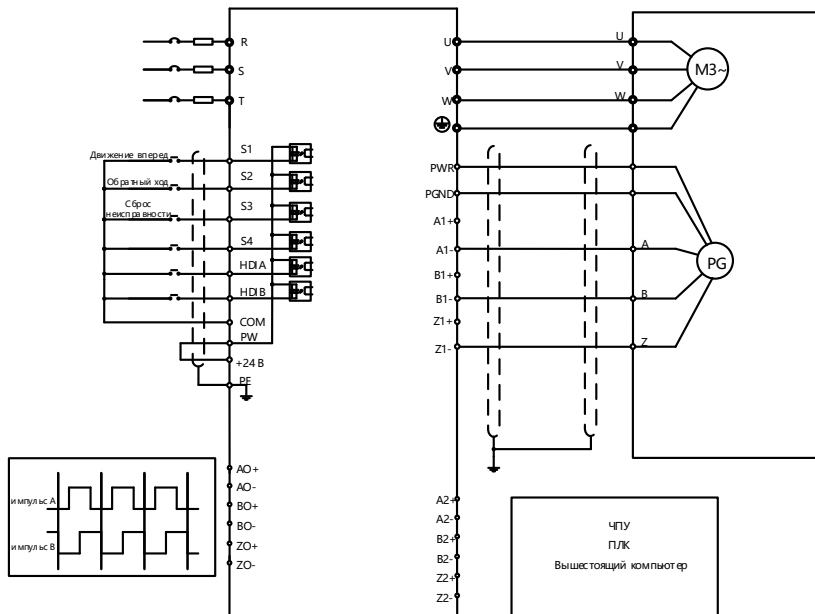 R
S
T
U
V
W
U
V
W
M3~
Движение вперед
S1
Обратный ход
S2
Сброс
неисправности
S3
S4
HDIA
HDIB
COM
PW
+24 В
PE
PWR
PGND
A1+
A1-
B1+
B1-
Z1+
Z1-
A
B
Z
PG
импульс А
импульс В
AO+
AO-
BO+
BO-
ZO+
ZO-
A2+
A2-
B2+
B2-
Z2+
Z2-
ЧПУ
ПЛК
Вышестоящий компьютер